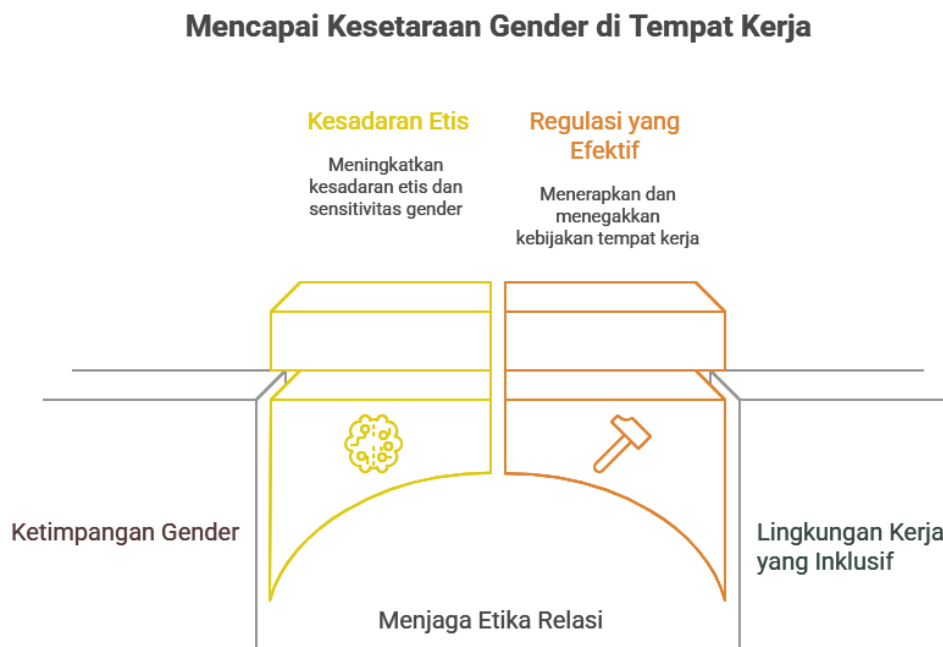 Mencapai Kesetaraan Gender di Tempat Kerja
Kesadaran Etis
Meningkatkan
kesadaran etis dan
sensitivitas gender
Regulasi yang
Efektif
Menerapkan dan
menegakkan
kebijakan tempat kerja
Ketimpangan Gender
Lingkungan Kerja
yang Inklusif
Menjaga Etika Relasi